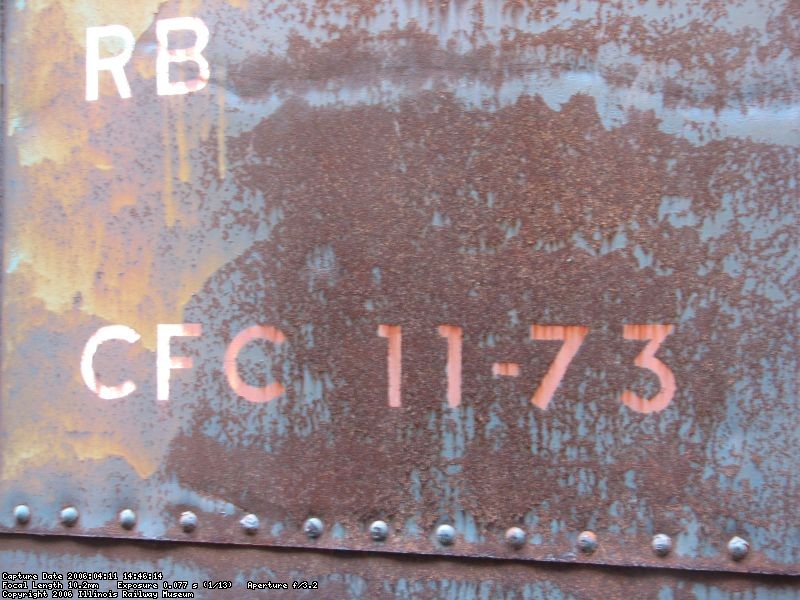 RB
CFC 11-73
Capture Date 2006:04:11 14:46:14
Focal Length 10.2mm Exposure 0.077 s (1/13) Aperture f/3.2
Copyright 2006 Illinois Railway Museum